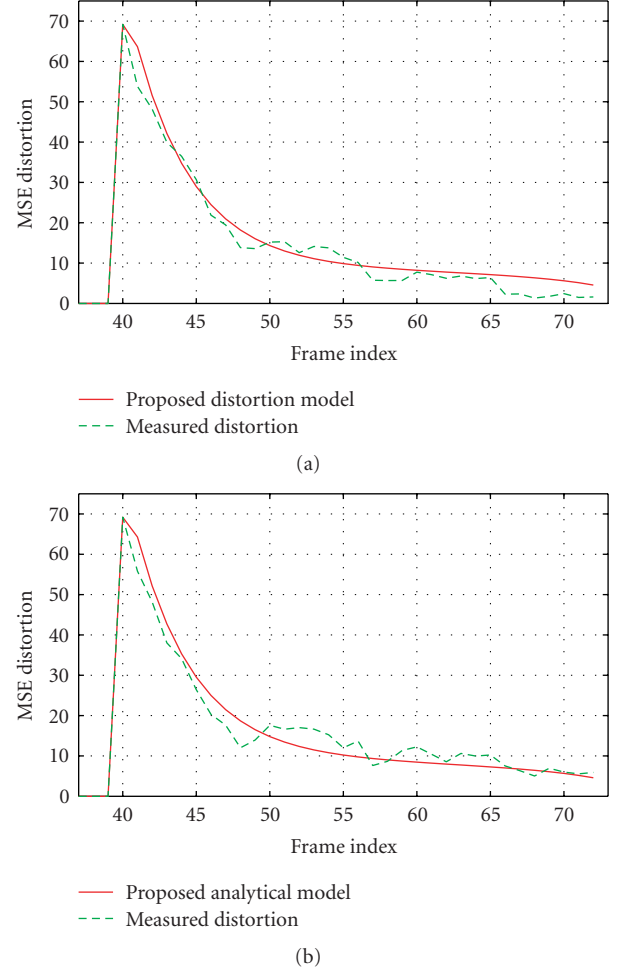 70
60
50
40
30
20
10
0
MSE distortion
40 45 50 55 60 65 70
Frame index
Proposed distortion model
Measured distortion
(a)
70
60
50
40
30
20
10
0
MSE distortion
40 45 50 55 60 65 70
Frame index
Proposed analytical model
Measured distortion
(b)